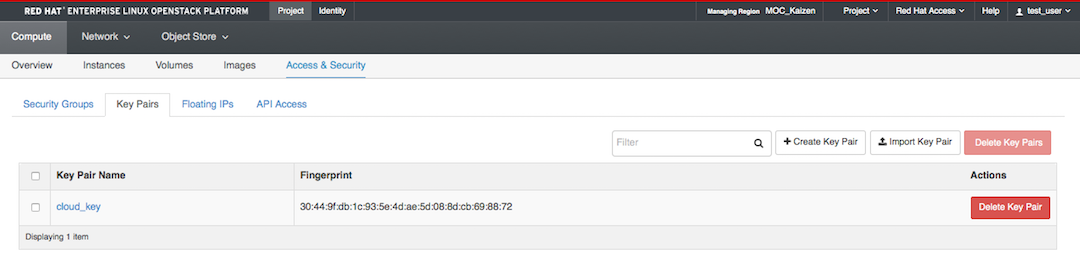 RED HAT® ENTERPRISE LINUX OPENSTACK PLATFORM Project Identity Managing Region MOC_Kaizen Project Red Hat Access Help test_user
Compute Network Object Store
Overview Instances Volumes Images Access & Security
Security Groups Key Pairs Floating IPs API Access
Filter + Create Key Pair Import Key Pair Delete Key Pairs
Key Pair Name Fingerprint Actions
cloud_key 30:44:9f:db:1c:93:5e:4d:ae:5d:08:8d:cb:69:88:72 Delete Key Pair
Displaying 1 item